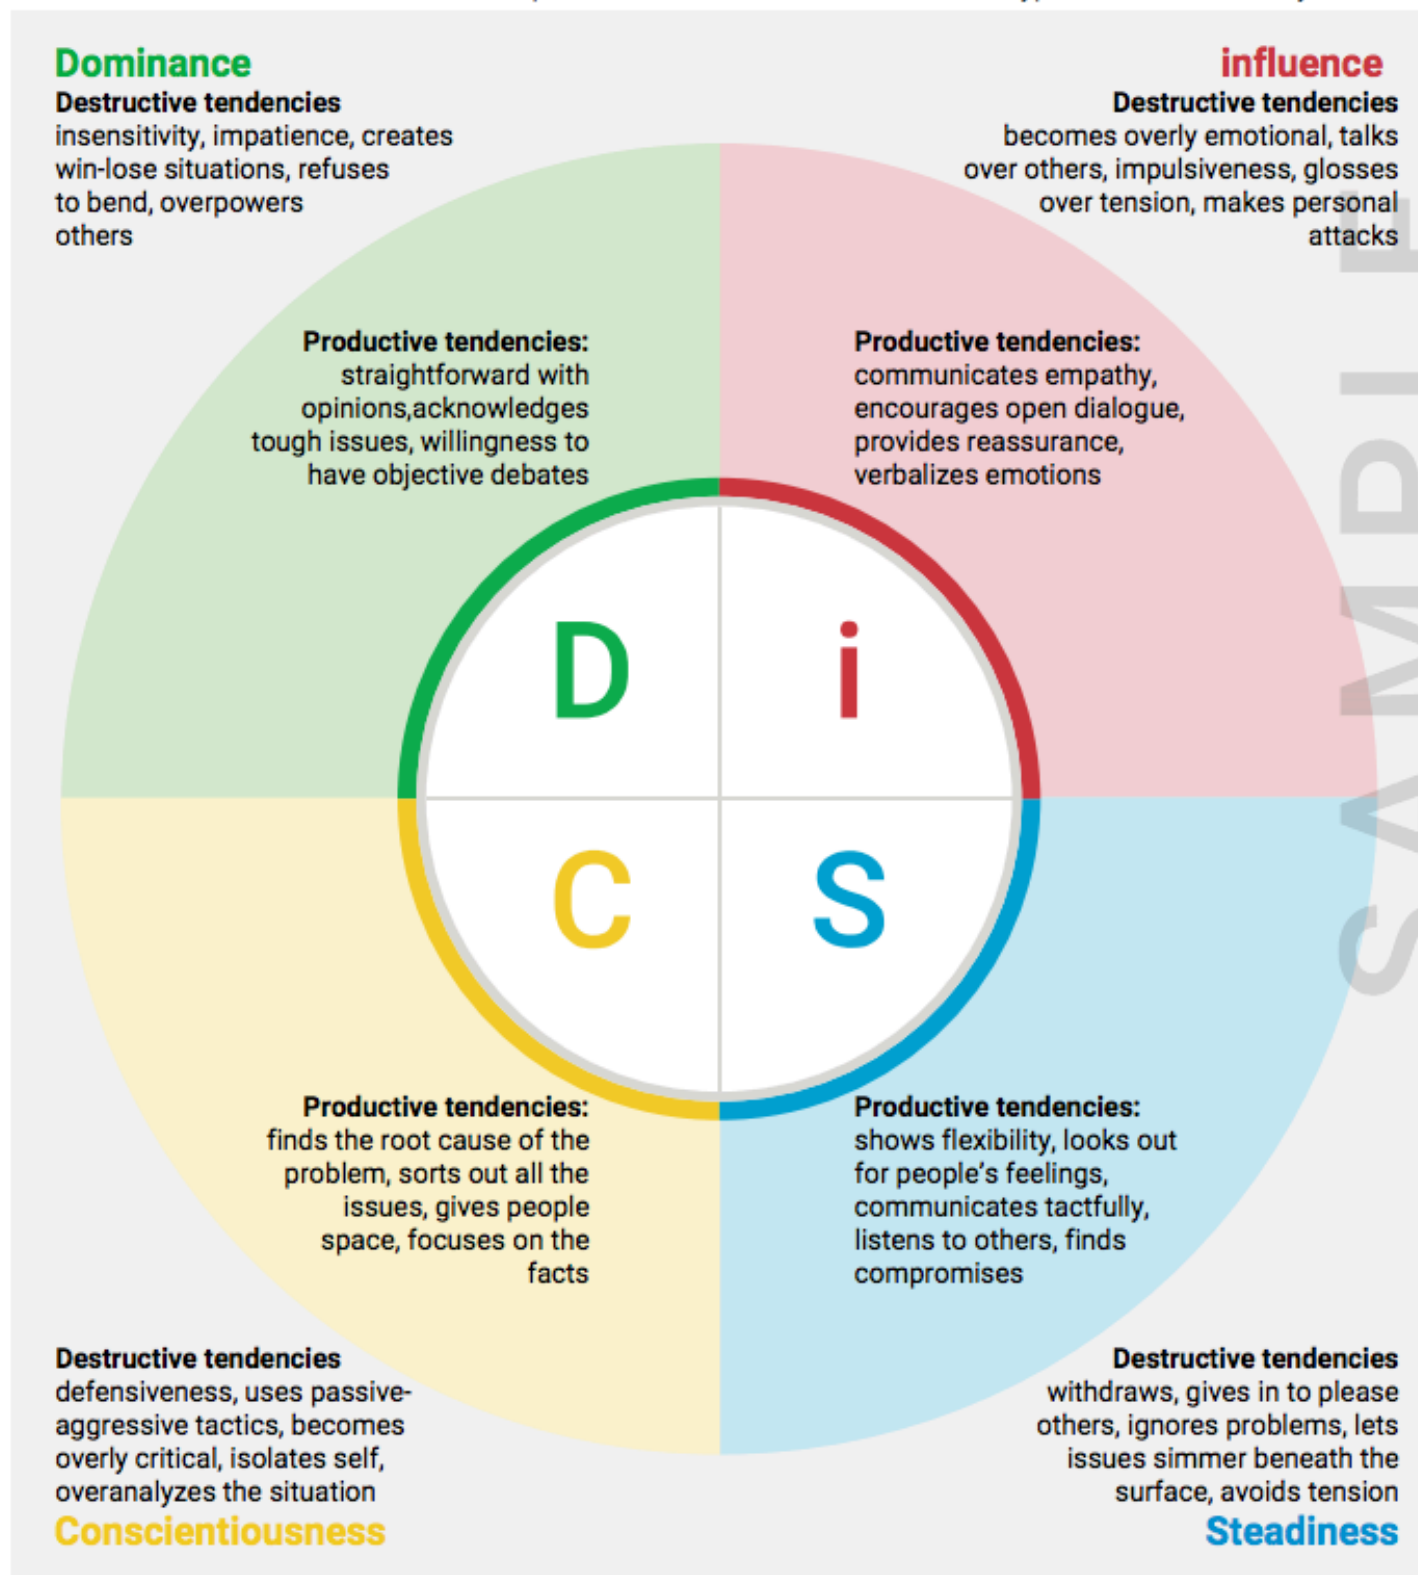 Dominance
Destructive tendencies
insensitivity, impatience, creates
win-lose situations, refuses
to bend, overpowers
others
influence
Destructive tendencies
becomes overly emotional, talks
over others, impulsiveness, glosses
over tension, makes personal
attacks
Productive tendencies:
straightforward with
opinions,acknowledges
tough issues, willingness to
have objective debates
Productive tendencies:
communicates empathy,
encourages open dialogue,
provides reassurance,
verbalizes emotions
D
i
C
S
Productive tendencies:
finds the root cause of the
problem, sorts out all the
issues, gives people
space, focuses on the
facts
Productive tendencies:
shows flexibility, looks out
for people's feelings,
communicates tactfully,
listens to others, finds
compromises
Destructive tendencies
defensiveness, uses passive-
aggressive tactics, becomes
overly critical, isolates self,
overanalyzes the situation
Conscientiousness
Destructive tendencies
withdraws, gives in to please
others, ignores problems, lets
issues simmer beneath the
surface, avoids tension
Steadiness
SAMPLE